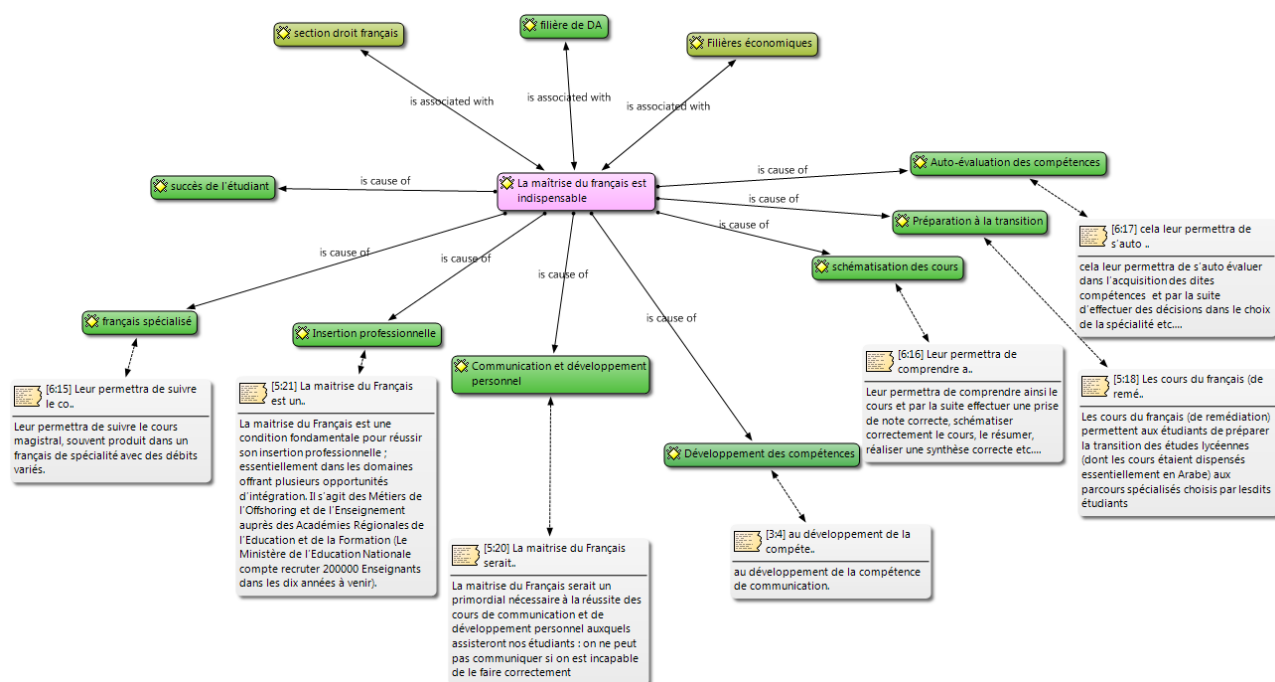 section droit français
filière de DA
Filières économiques
is associated with
is associated with
is associated with
La maîtrise du français est
indispensable
is cause of
succès de l'étudiant
is cause of
Auto-évaluation des compétences
[6:17] cela leur permettra de
s'auto ..
cela leur permettra de s'auto évaluer
dans l'acquisition des dites
compétences et par la suite
d'effectuer des décisions dans le choix
de la spécialité etc....
is cause of
Préparation à la transition
[5:18] Les cours du français (de
remé..
Les cours du français (de remédiation)
permettent aux étudiants de préparer
la transition des études lycéennes
(dont les cours étaient dispensés
essentiellement en Arabe) aux
parcours spécialisés choisis par lesdits
étudiants
is cause of
schématisation des cours
[6:16] Leur permettra de
comprendre a..
Leur permettra de comprendre ainsi le
cours et par la suite effectuer une prise
de note correcte, schématiser
correctement le cours, le résumer,
réaliser une synthèse correcte etc....
is cause of
français spécialisé
[6:15] Leur permettra de suivre
le co..
Leur permettra de suivre le cours
magistral, souvent produit dans un
français de spécialité avec des débits
variés.
is cause of
Insertion professionnelle
[5:21] La maitrise du Français
est un..
La maitrise du Français est une
condition fondamentale pour réussir
son insertion professionnelle ;
essentiellement dans les domaines
offrant plusieurs opportunités
d'intégration. Il s'agit des Métiers de
l'Offshoring et de l'Enseignement
auprès des Académies Régionales de
l'Education et de la Formation (Le
Ministère de l'Education Nationale
compte recruter 200000 Enseignants
dans les dix années à venir).
is cause of
Communication et développement
personnel
[5:20] La maitrise du Français
serait..
La maitrise du Français serait un
primordial nécessaire à la réussite des
cours de communication et de
développement personnel auxquels
assisteront nos étudiants : on ne peut
pas communiquer si on est incapable
de le faire correctement
is cause of
Développement des compétences
[3:4] au développement de la
compéte..
au développement de la compétence
de communication.